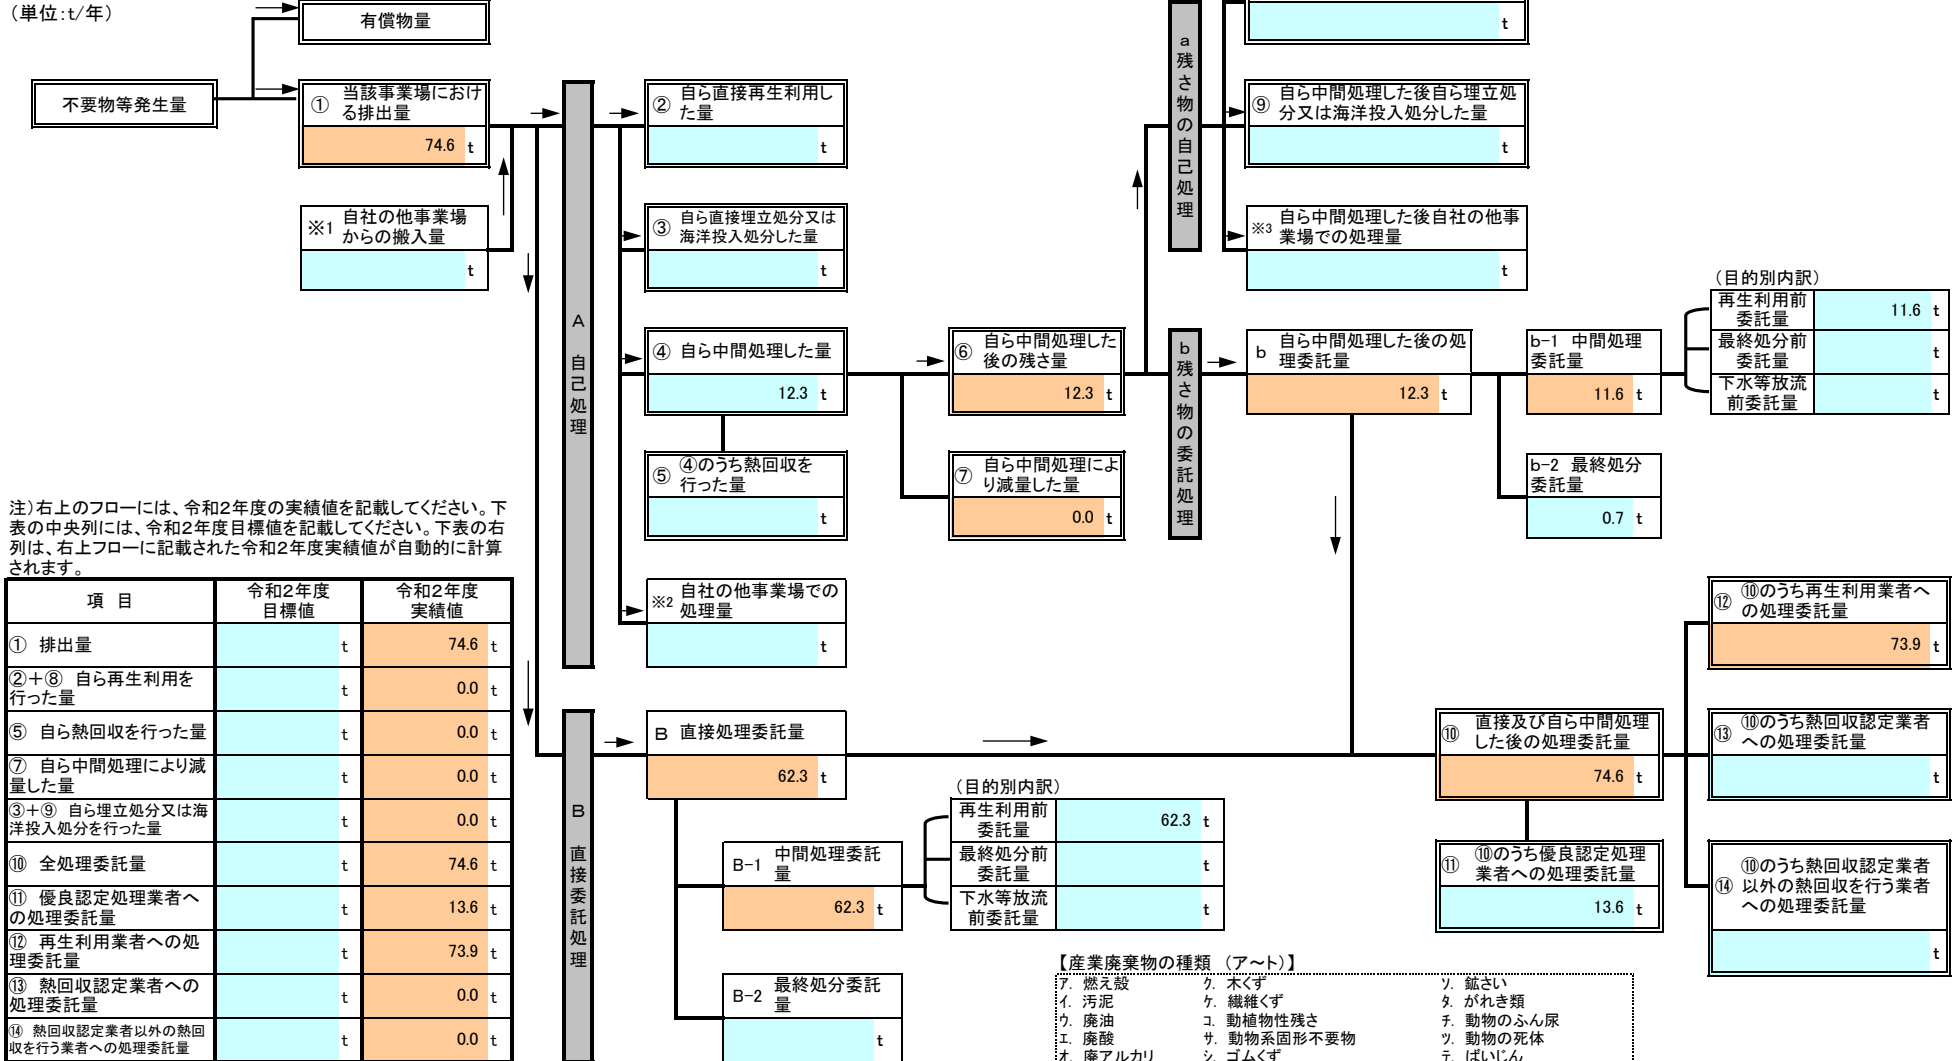 (単位:t/年)
有償物量
不要物等発生量
① 当該事業場におけ
る排出量
74.6 t
※1 自社の他事業場
からの搬入量
t
A 自己処理
② 自ら直接再生利用し
た量
t
③ 自ら直接埋立処分又は
海洋投入処分した量
t
④ 自ら中間処理した量
12.3 t
⑤ ④のうち熱回収を
行った量
t
※2 自社の他事業場での
処理量
t
⑥ 自ら中間処理した
後の残さ量
12.3 t
⑦ 自ら中間処理によ
り減量した量
0.0 t
a 残さ物の自己処理
t
⑨ 自ら中間処理した後自ら埋立処
分又は海洋投入処分した量
t
※3 自ら中間処理した後自社の他事
業場での処理量
t
b 残さ物の委託処理
b 自ら中間処理した後の処
理委託量
12.3 t
b-1 中間処理
委託量
11.6 t
b-2 最終処分
委託量
0.7 t
(目的別内訳)
再生利用前
委託量
11.6 t
最終処分前
委託量
t
下水等放流
前委託量
t
注)右上のフローには、令和2年度の実績値を記載してください。下
表の中央列には、令和2年度目標値を記載してください。下表の右
列は、右上フローに記載された令和2年度実績値が自動的に計算
されます。
項 目 令和2年度
目標値 令和2年度
実績値
① 排出量 t 74.6 t
②+⑧ 自ら再生利用を
行った量 t 0.0 t
⑤ 自ら熱回収を行った量 t 0.0 t
⑦ 自ら中間処理により減
量した量 t 0.0 t
③+⑨ 自ら埋立処分又は海
洋投入処分を行った量 t 0.0 t
⑩ 全処理委託量 t 74.6 t
⑪ 優良認定処理業者へ
の処理委託量 t 13.6 t
⑫ 再生利用業者への処
理委託量 t 73.9 t
⑬ 熱回収認定業者への
処理委託量 t 0.0 t
⑭ 熱回収認定業者以外の熱回
収を行う業者への処理委託量 t 0.0 t
B 直接委託処理
B 直接処理委託量
62.3 t
B-1 中間処理委託
量
62.3 t
B-2 最終処分委託
量
t
(目的別内訳)
再生利用前
委託量
62.3 t
最終処分前
委託量
t
下水等放流
前委託量
t
⑩ 直接及び自ら中間処理
した後の処理委託量
74.6 t
⑪ ⑩のうち優良認定処理
業者への処理委託量
13.6 t
⑫ ⑩のうち再生利用業者へ
の処理委託量
73.9 t
⑬ ⑩のうち熱回収認定業者
への処理委託量
t
⑭ ⑩のうち熱回収認定業者
以外の熱回収を行う業者
への処理委託量
t
【産業廃棄物の種類 (ア~ト)】
ア. 燃え殻 ク. 木くず ソ. 鉱さい
イ. 汚泥 ケ. 繊維くず タ. がれき類
ウ. 廃油 コ. 動植物性残さ チ. 動物のふん尿
エ. 廃酸 サ. 動物系固形不要物 ツ. 動物の死体
オ. 廃アルカリ シ. ゴムくず テ. ばいじん